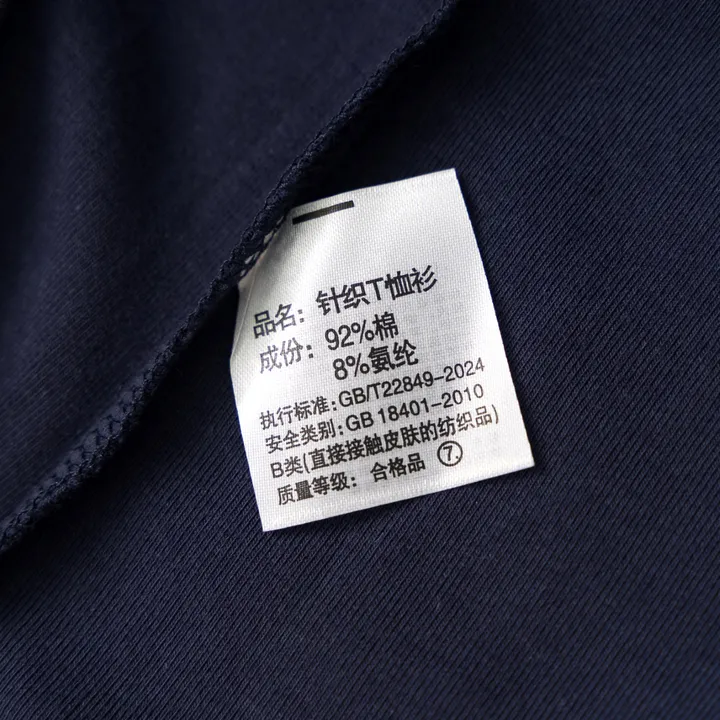 品名：针织T恤衫
成份：92%棉
8%氨纶
执行标准:GB/T22849-2024
安全类别:GB 18401-2010
B类(直接接触皮肤的纺织品)
质量等级：合格品 ⑦.